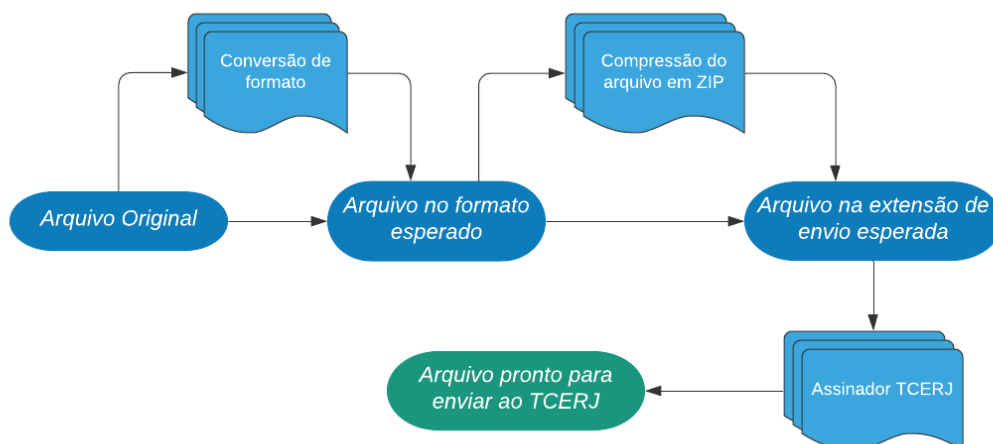 Conversão de
formato
Compressão do
arquivo em ZIP
Arquivo Original
Arquivo no formato
esperado
Arquivo na extensão de
envio esperada
Arquivo pronto para
enviar ao TCERJ
Assinador TCERJ